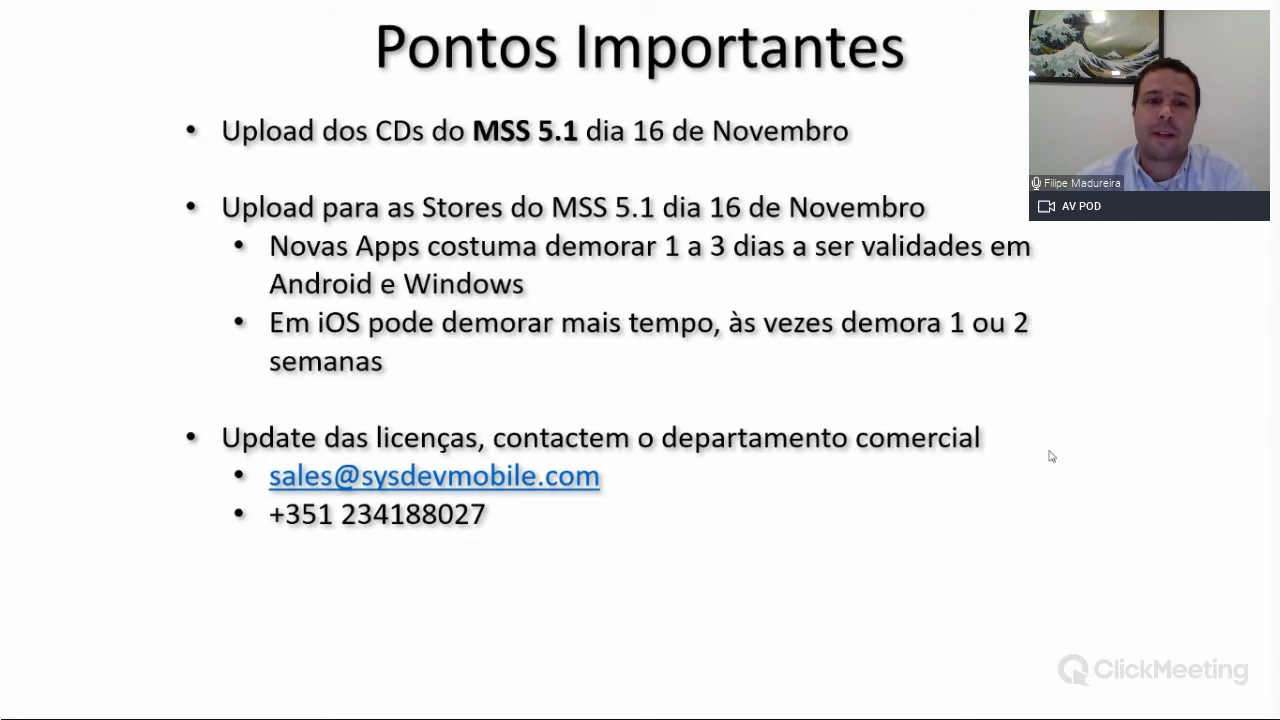 Pontos Importantes
• Upload dos CDs do MSS 5.1 dia 16 de Novembro
• Upload para as Stores do MSS 5.1 dia 16 de Novembro
• Novas Apps costuma demorar 1 a 3 dias a ser validades em
Android e Windows
• Em iOS pode demorar mais tempo, às vezes demora 1 ou 2
semanas
• Update das licenças, contactem o departamento comercial
• sales@sysdevmobile.com
• +351 234188027
Filipe Madureira
AV POD
ClickMeeting